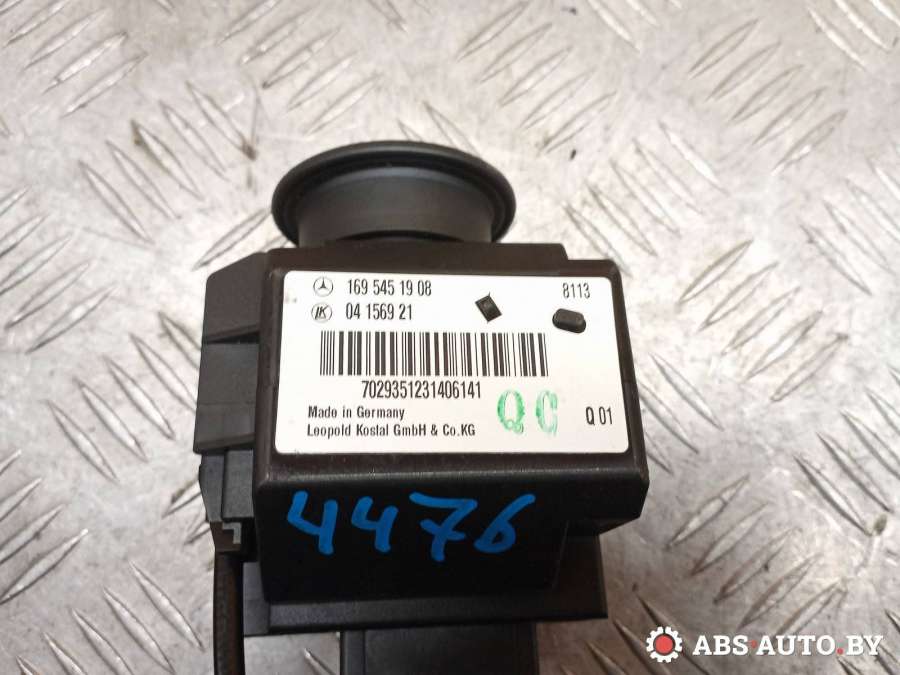 169 545 19 08
8113
LK 04 1569 21
7029351231406141
Made in Germany
Leopold Kostal GmbH & Co.KG
QC
Q 01
4476
ABS-AUTO.BY